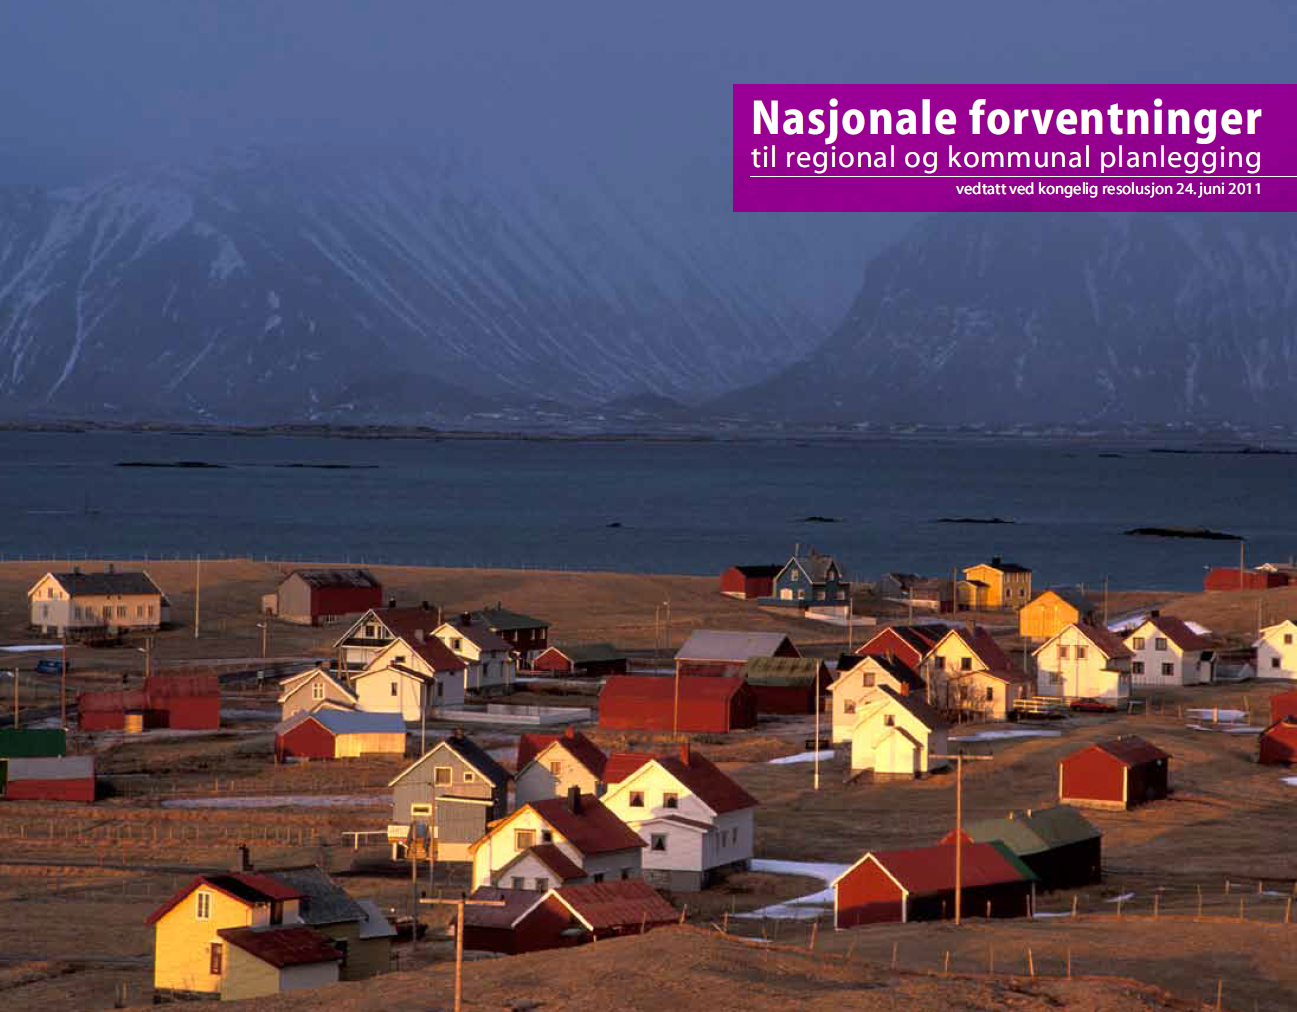 Nasjonale forventninger
til regional og kommunal planlegging
vedtatt ved kongelig resolusjon 24. juni 2011